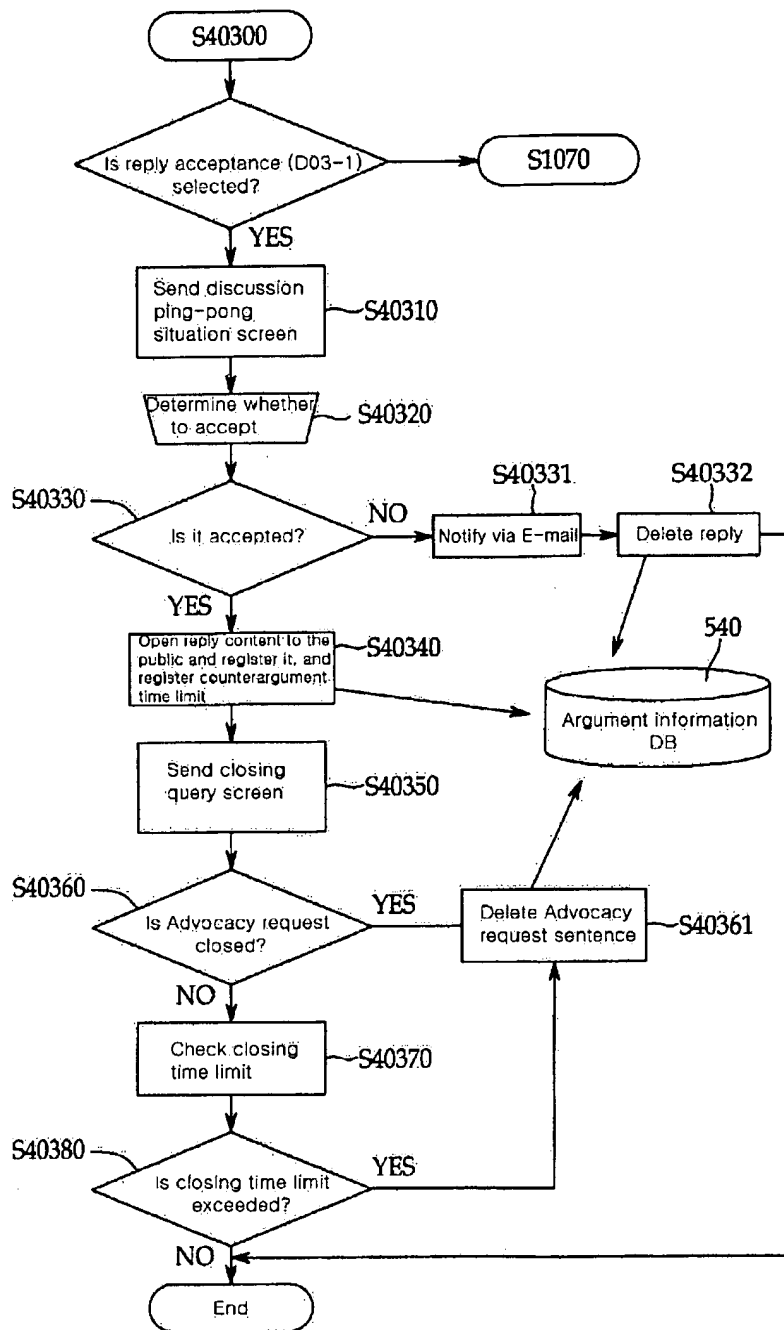 S40300
Is reply acceptance (D03-1)
selected?
S1070
YES
Send discussion
ping-pong
situation screen
S40310
Determine whether
to accept
S40320
S40330
Is it accepted?
NO
S40331
Notify via E-mail
S40332
Delete reply
YES
Open reply content to the
public and register it, and
register counterargument
time limit
S40340
540
Argument information
DB
Send closing
query screen
S40350
S40360
Is Advocacy request
closed?
YES
Delete Advocacy
request sentence
S40361
NO
Check closing
time limit
S40370
S40380
Is closing time limit
exceeded?
YES
NO
End